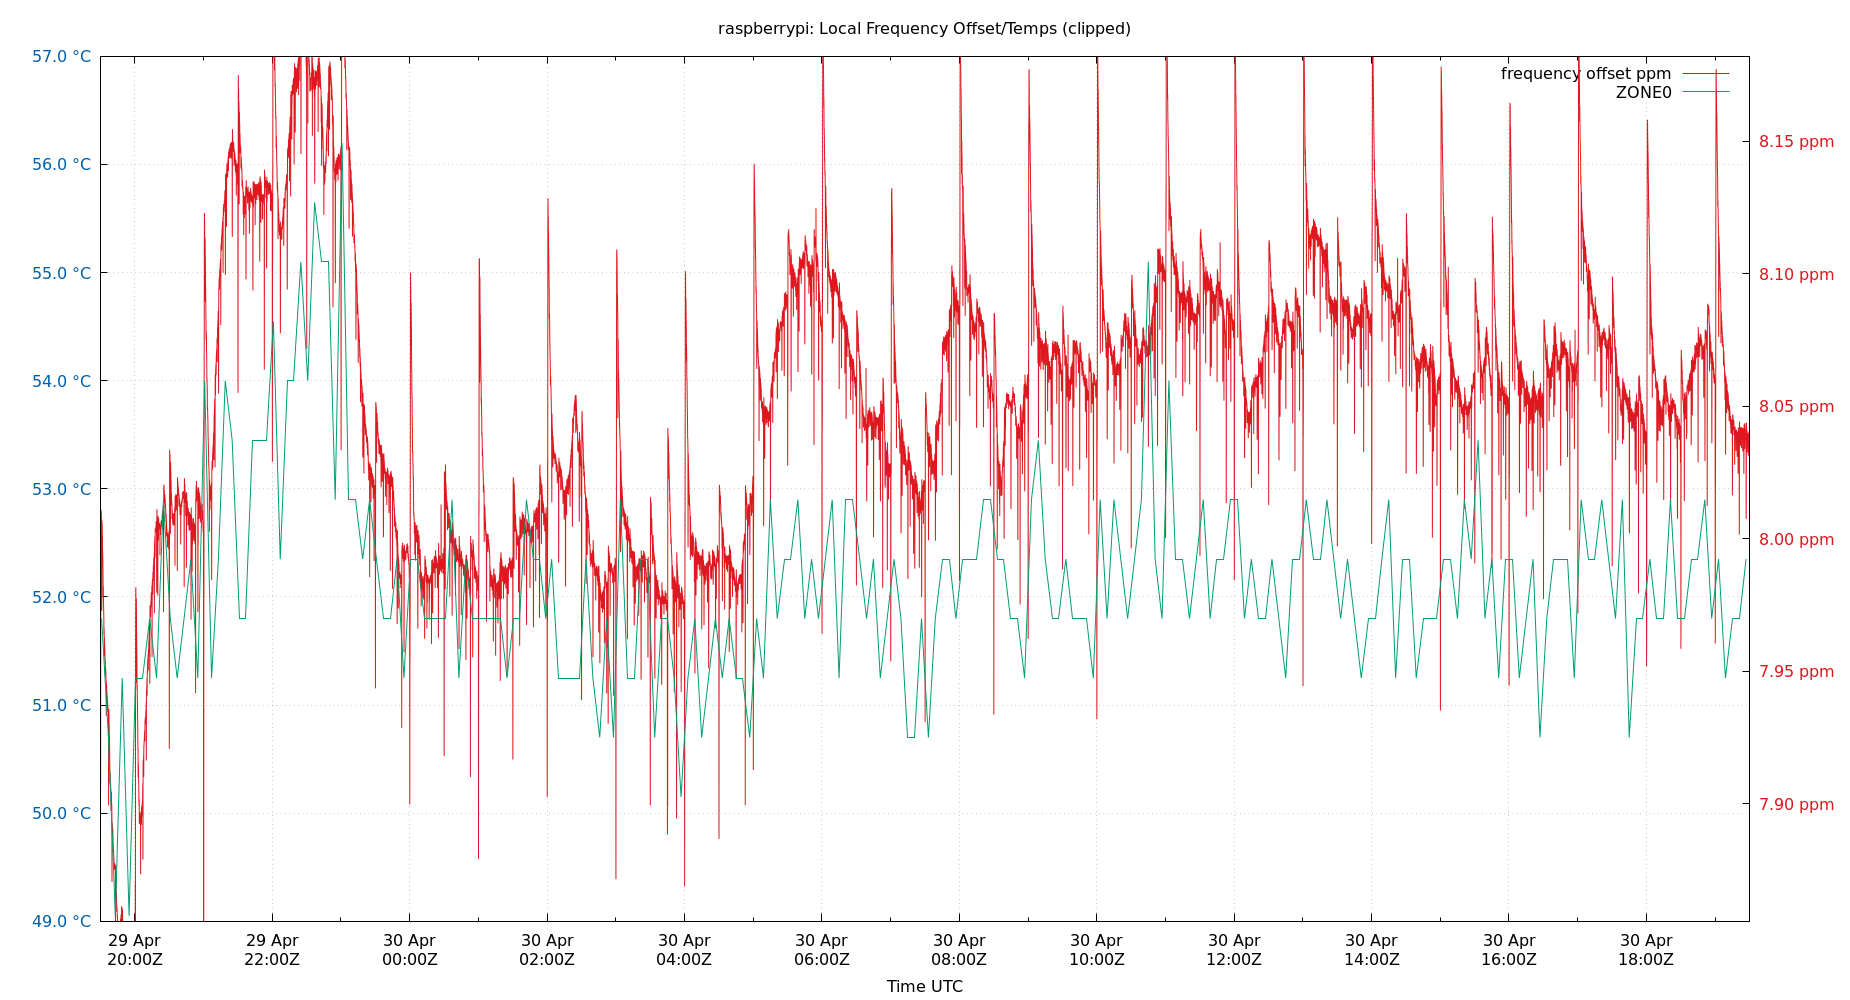 raspberrypi: Local Frequency Offset/Temps (clipped)
57.0 °C
56.0 °C
55.0 °C
54.0 °C
53.0 °C
52.0 °C
51.0 °C
50.0 °C
49.0 °C
frequency offset ppm
ZONE0
8.15 ppm
8.10 ppm
8.05 ppm
8.00 ppm
7.95 ppm
7.90 ppm
29 Apr 29 Apr 30 Apr 30 Apr 30 Apr 30 Apr 30 Apr 30 Apr 30 Apr 30 Apr 30 Apr 30 Apr
20:00Z 22:00Z 00:00Z 02:00Z 04:00Z 06:00Z 08:00Z 10:00Z 12:00Z 14:00Z 16:00Z 18:00Z
Time UTC